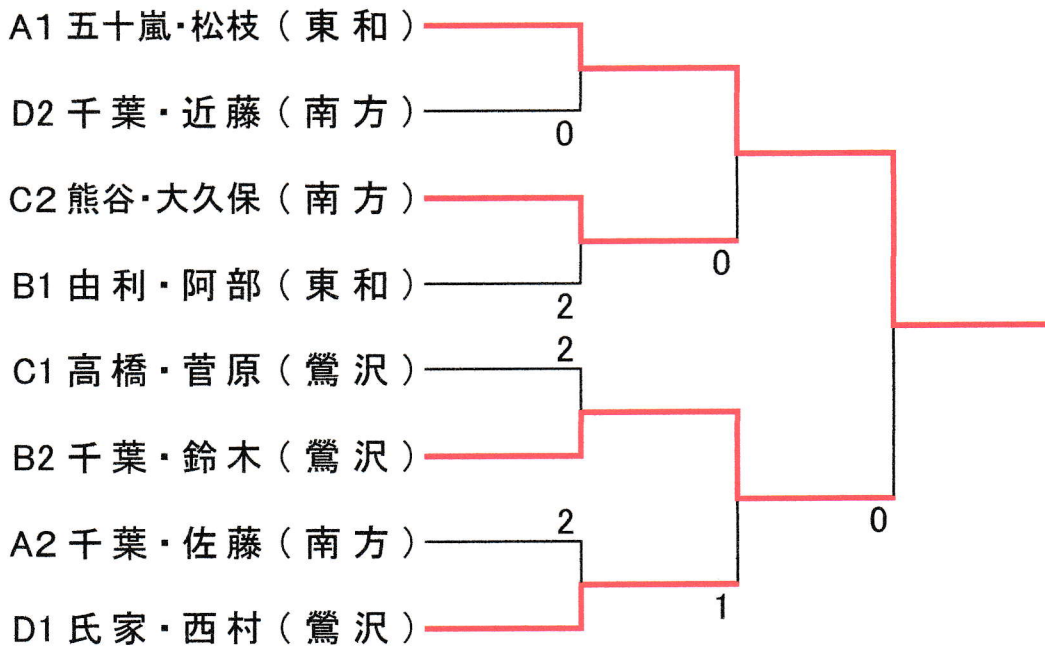 A1 五十嵐・松枝 ( 東 和 )
D2 千 葉 ・ 近 藤 ( 南 方 )
0
C2 熊谷・大久保 ( 南 方 )
0
B1 由 利 ・ 阿 部 ( 東 和 )
2
2
C1 高 橋 ・ 菅 原 ( 鶯 沢 )
B2 千 葉 ・ 鈴 木 ( 鶯 沢 )
0
2
A2 千 葉 ・ 佐 藤 ( 南 方 )
1
D1 氏 家 ・ 西 村 ( 鶯 沢 )